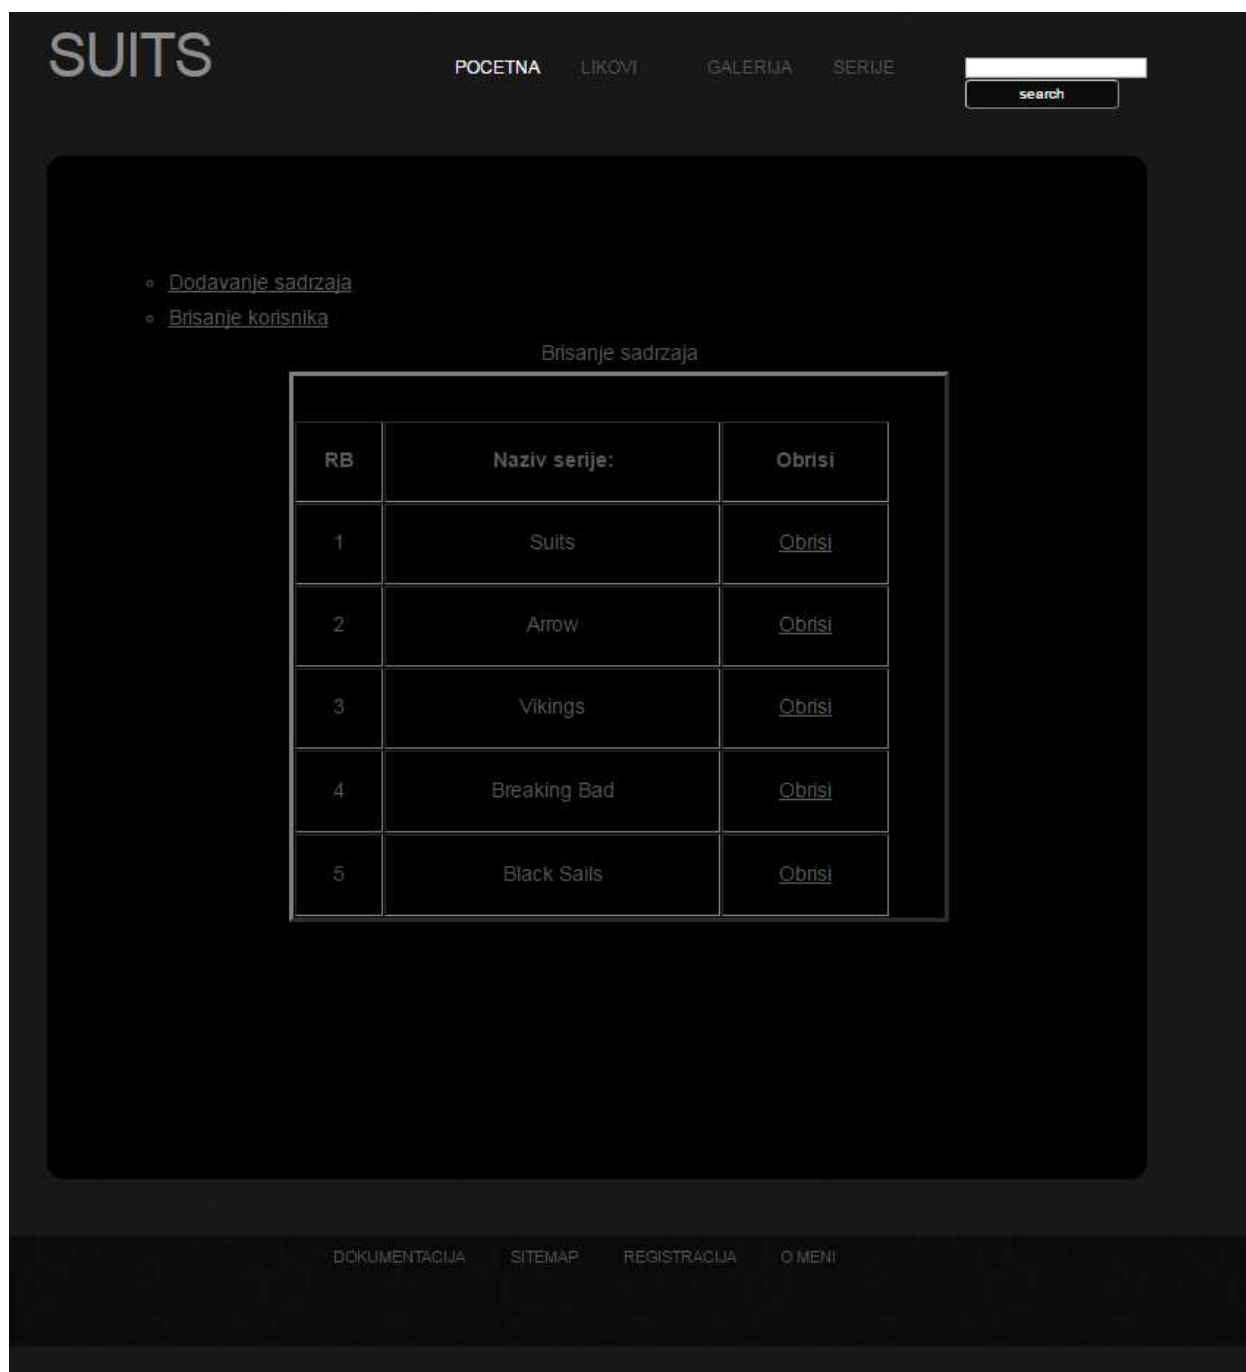 SUITS
POCETNA LIKOVI GALERIJA SERIJE
search
Dodavanje sadrzaja
Brisanje korisnika
Brisanje sadrzaja
RB Naziv serije: Obrisi
1 Suits Obrisi
2 Arrow Obrisi
3 Vikings Obrisi
4 Breaking Bad Obrisi
5 Black Sails Obrisi
DOKUMENTACIJA SITEMAP REGISTRACIJA O MENI